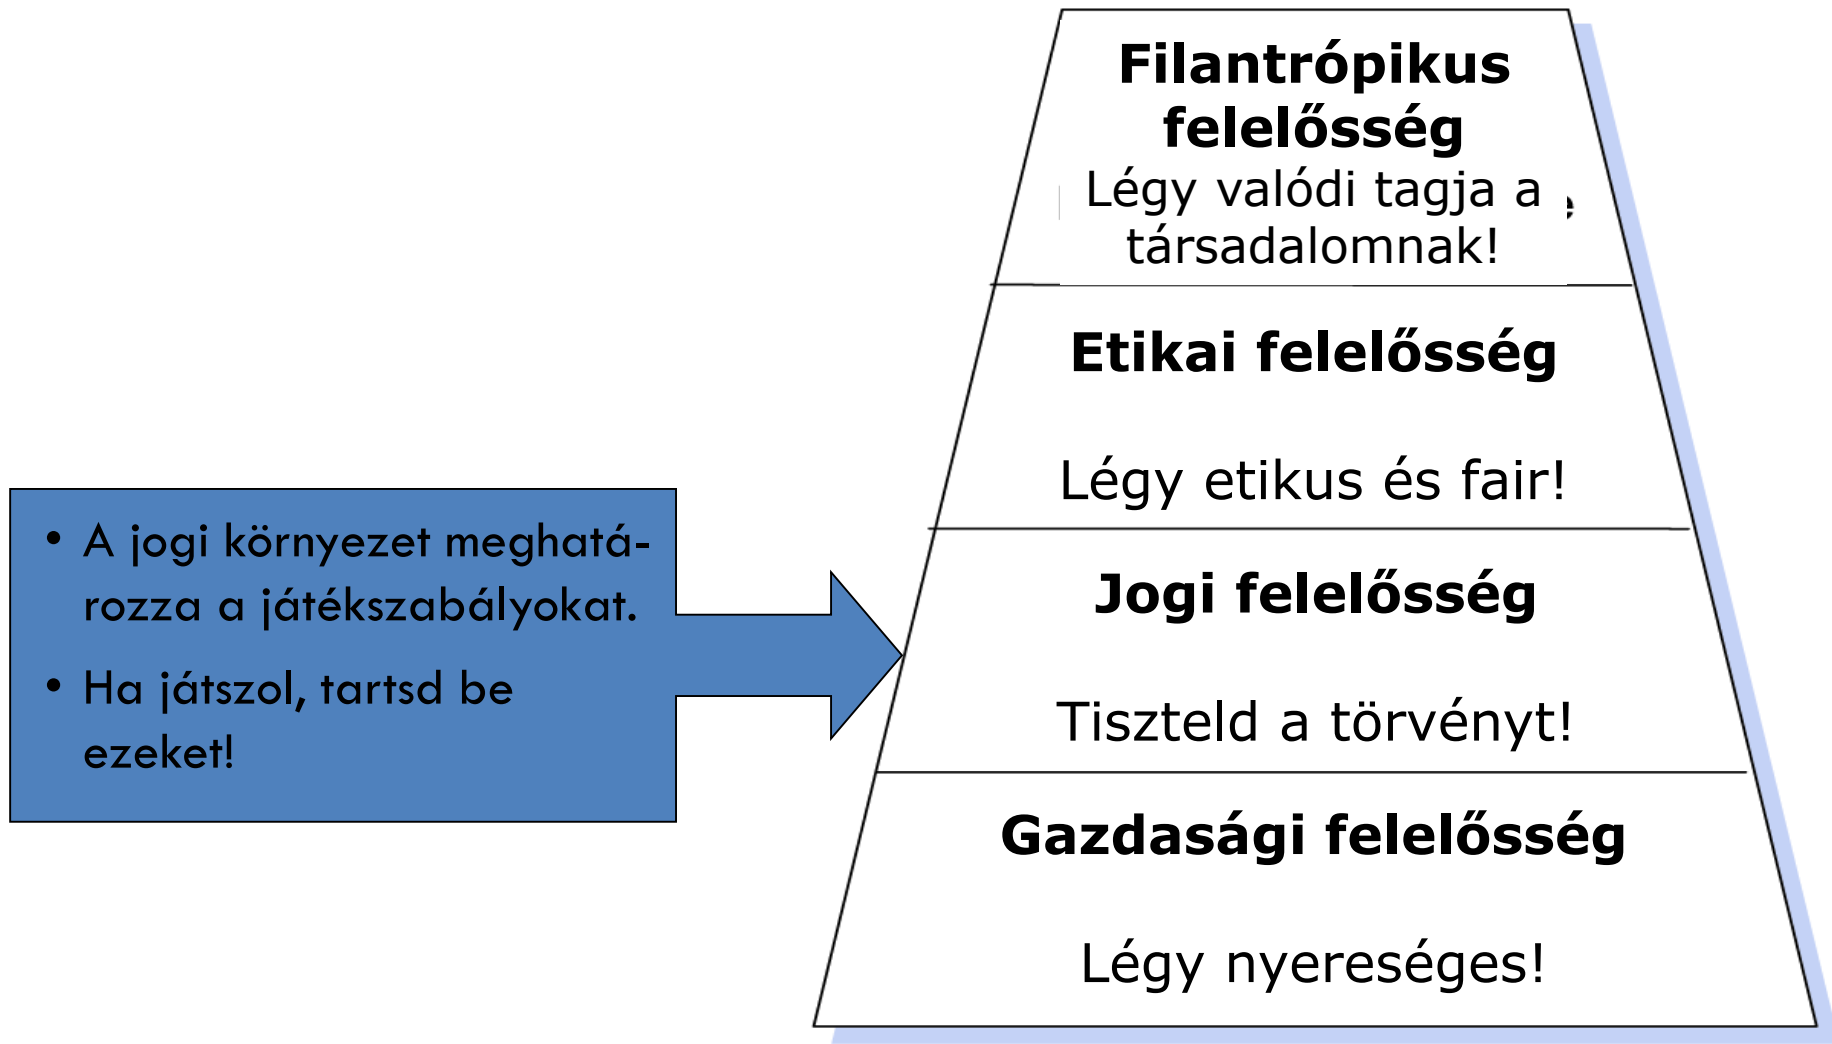 Filantrópikus
felelősség
Légy valódi tagja a
társadalomnak!
Etikai felelősség
Légy etikus és fair!
• A jogi környezet meghatá-
rozza a játékszabályokat.
• Ha játszol, tartsd be
ezeket!
Jogi felelősség
Tiszteld a törvényt!
Gazdasági felelősség
Légy nyereséges!